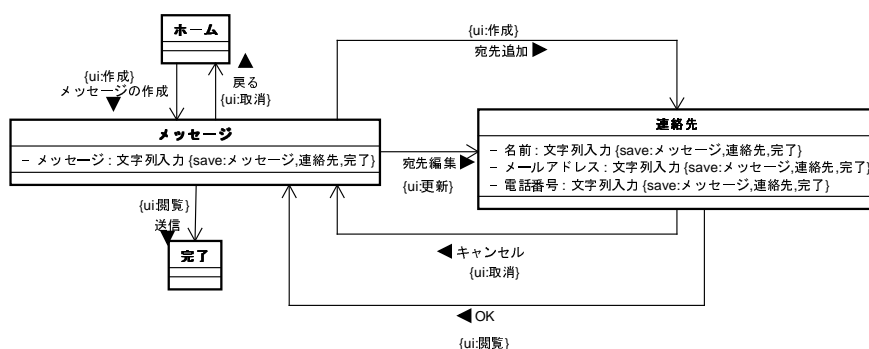 ホーム
{ui:作成}
宛先追加
{ui:作成}
メッセージの作成
戻る
{ui:取消}
メッセージ
− メッセージ : 文字列入力 {save:メッセージ,連絡先,完了}
連絡先
− 名前 : 文字列入力 {save:メッセージ,連絡先,完了}
− メールアドレス : 文字列入力 {save:メッセージ,連絡先,完了}
− 電話番号 : 文字列入力 {save:メッセージ,連絡先,完了}
宛先編集
{ui:更新}
{ui:閲覧}
送信
完了
キャンセル
{ui:取消}
OK
{ui:閲覧}